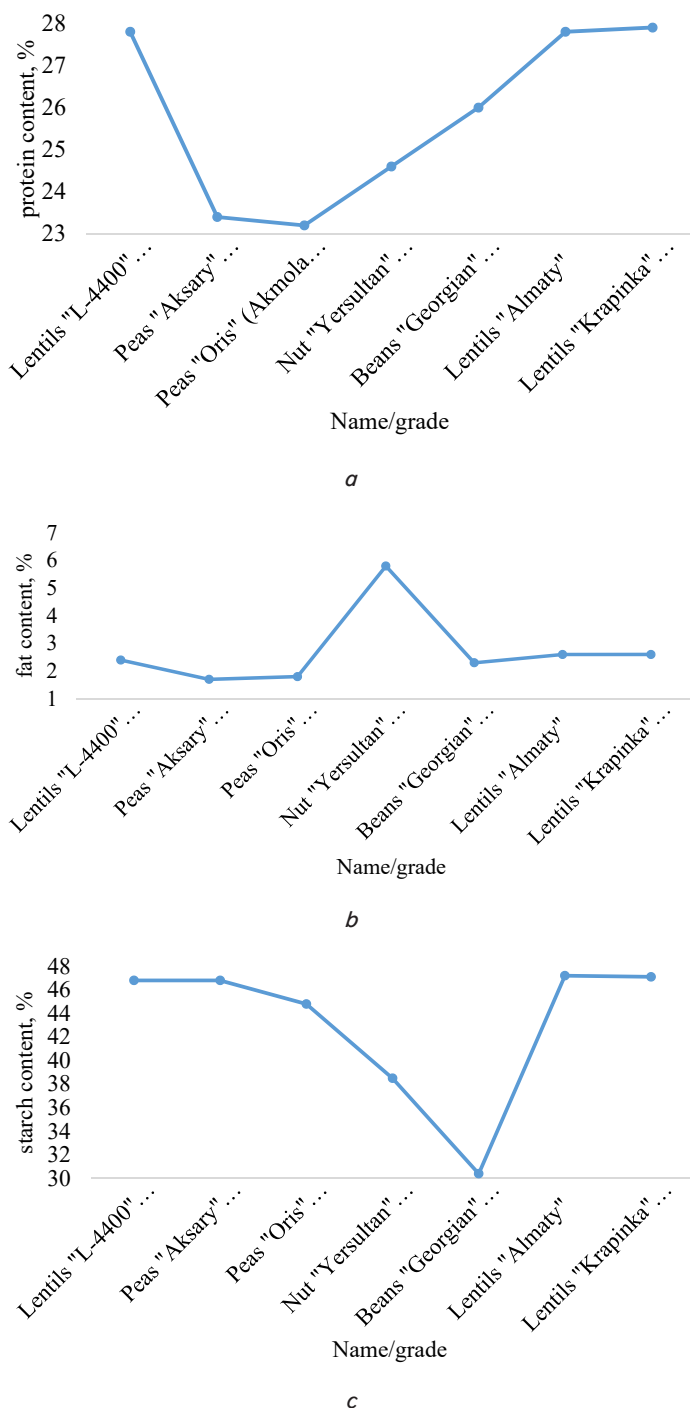 protein content, %
28
27
26
25
24
23
Lentils "L-4400" …
Peas "Aksary" …
Peas "Oris" (Akmola…
Nut "Yersultan" …
Beans "Georgian" …
Lentils "Almaty"
Lentils "Krapinka" …
Name/grade
a
fat content, %
7
6
5
4
3
2
1
Lentils "L-4400" …
Peas "Aksary" …
Peas "Oris" …
Nut "Yersultan" …
Beans "Georgian" …
Lentils "Almaty"
Lentils "Krapinka" …
Name/grade
b
starch content, %
48
46
44
42
40
38
36
34
32
30
Lentils "L-4400" …
Peas "Aksary" …
Peas "Oris" …
Nut "Yersultan" …
Beans "Georgian" …
Lentils "Almaty"
Lentils "Krapinka" …
Name/grade
c